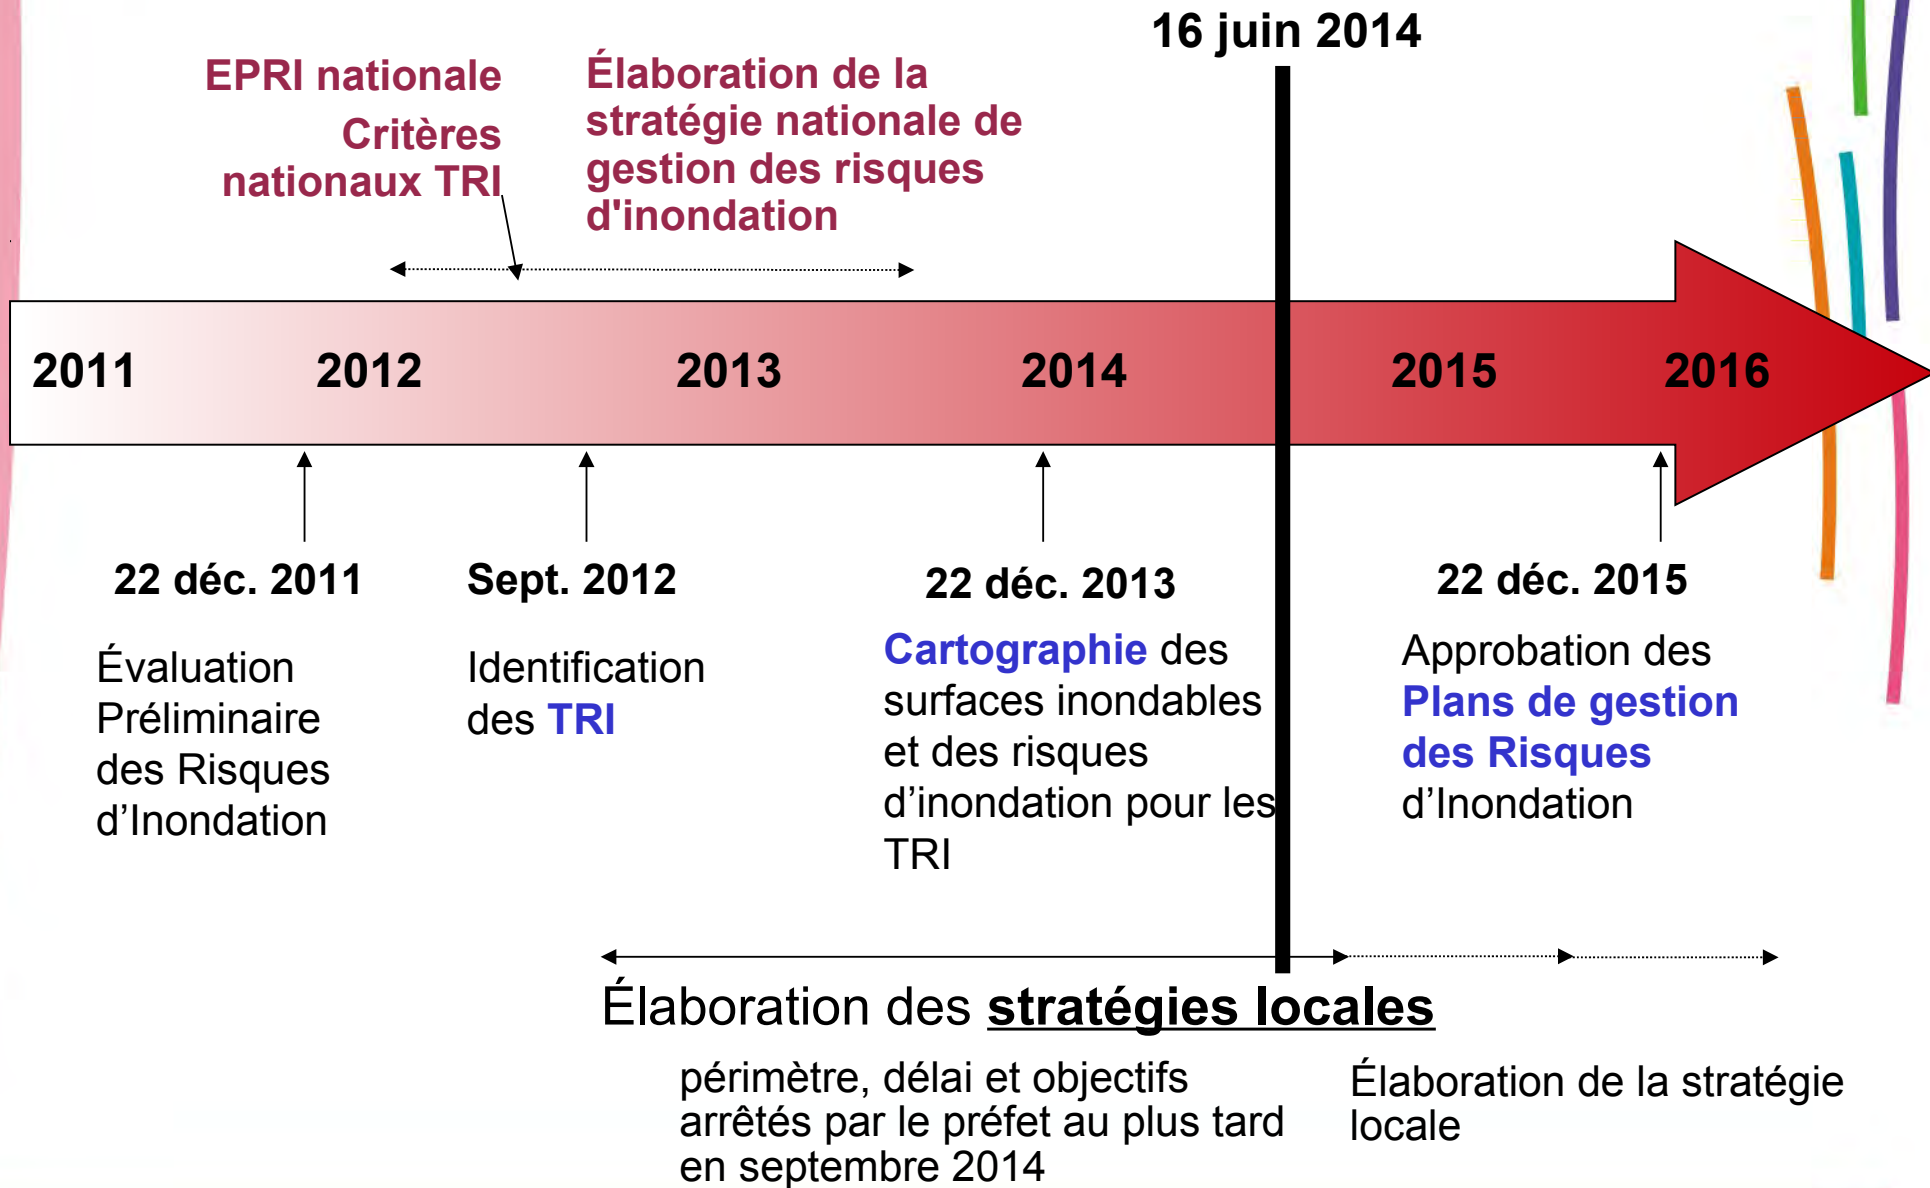 16 juin 2014
EPRI nationale
Critères
nationaux TRI
Élaboration de la
stratégie nationale de
gestion des risques
d'inondation
2011 2012 2013 2014 2015 2016
22 déc. 2011
Évaluation
Préliminaire
des Risques
d’Inondation
Sept. 2012
Identification
des TRI
22 déc. 2013
Cartographie des
surfaces inondables
et des risques
d’inondation pour les
TRI
22 déc. 2015
Approbation des
Plans de gestion
des Risques
d’Inondation
Élaboration des stratégies locales
périmètre, délai et objectifs
arrêtés par le préfet au plus tard
en septembre 2014
Élaboration de la stratégie
locale